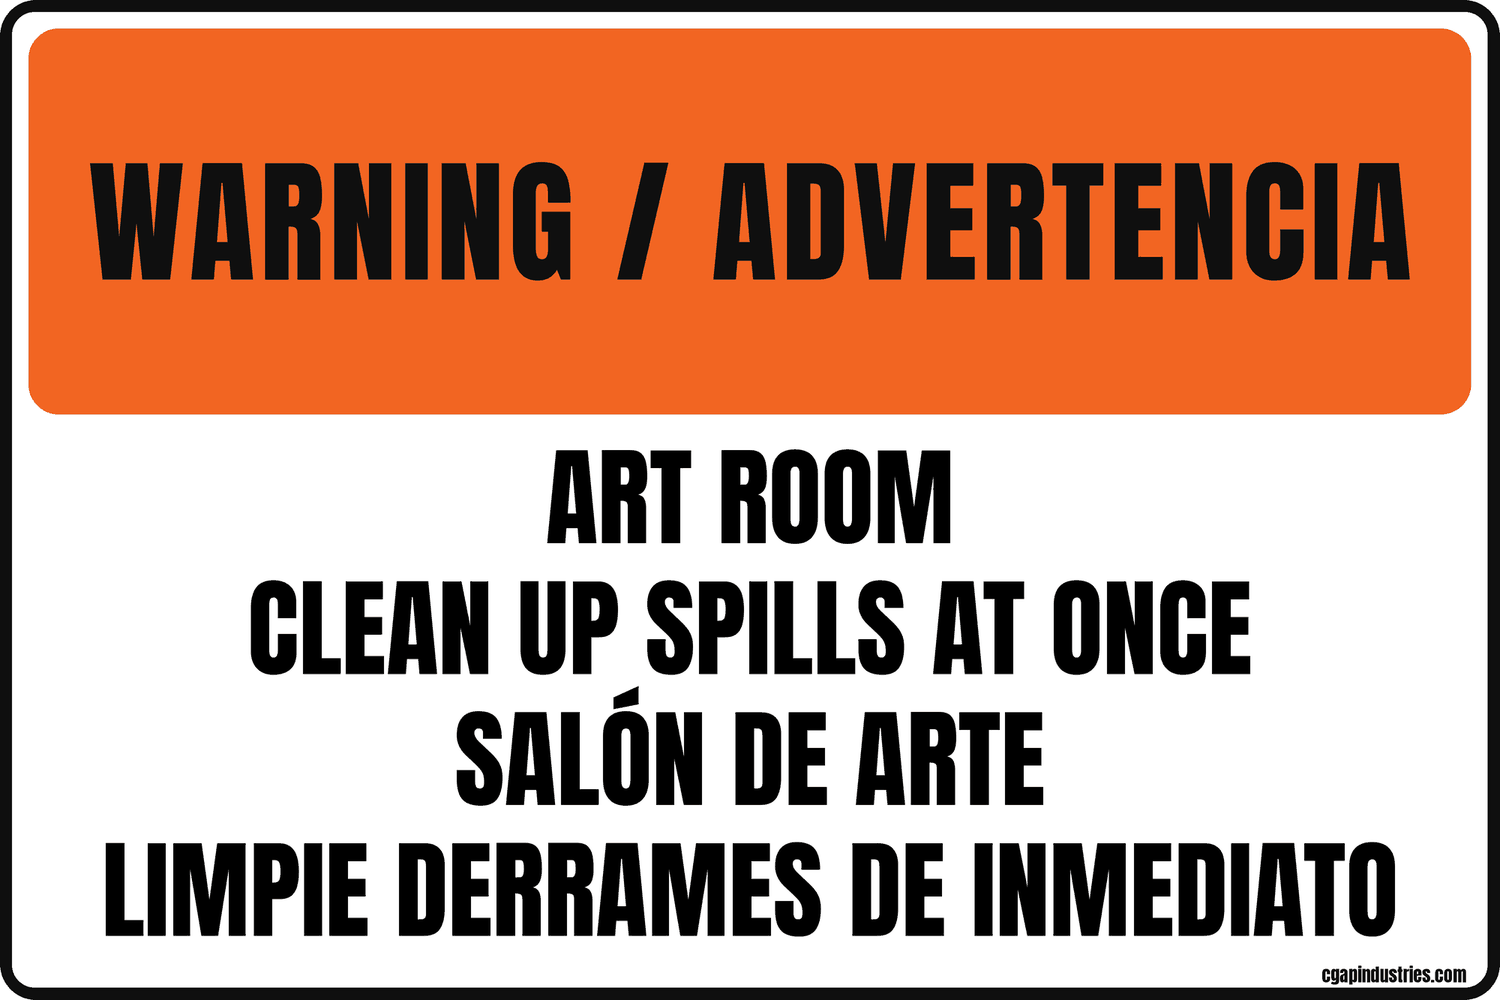 WARNING / ADVERTENCIA
ART ROOM
CLEAN UP SPILLS AT ONCE
SALÓN DE ARTE
LIMPIE DERRAMES DE INMEDIATO
cgapindustries.com